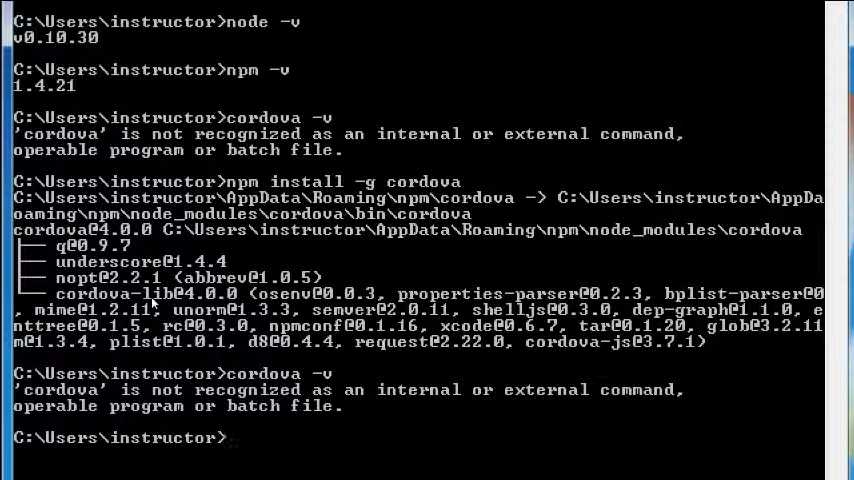 C:\Users\instructor>node -v
v0.10.30
C:\Users\instructor>npm -v
1.4.21
C:\Users\instructor>cordova -v
'cordova' is not recognized as an internal or external command,
operable program or batch file.
C:\Users\instructor>npm install -g cordova
C:\Users\instructor\AppData\Roaming\npm\cordova -> C:\Users\instructor\AppDa
oaming\npm\node_modules\cordova\bin\cordova
cordova@4.0.0 C:\Users\instructor\AppData\Roaming\npm\node_modules\cordova
├── q@0.9.7
├── underscore@1.4.4
├── nopt@2.2.1 (abbrev@1.0.5)
└── cordova-lib@4.0.0 (osenv@0.0.3, properties-parser@0.2.3, bplist-parser@0
, mime@1.2.11, unorm@1.3.3, semver@2.0.11, shelljs@0.3.0, dep-graph@1.1.0, e
nttree@0.1.5, rc@0.3.0, npmconf@0.1.16, xcode@0.6.7, tar@0.1.20, glob@3.2.11
m@1.3.4, plist@1.0.1, d8@0.4.4, request@2.22.0, cordova-js@3.7.1)
C:\Users\instructor>cordova -v
'cordova' is not recognized as an internal or external command,
operable program or batch file.
C:\Users\instructor>